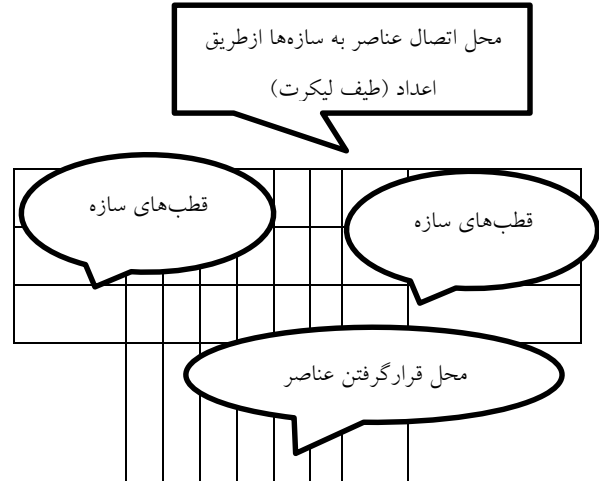 محل اتصال عناصر به سازه‌ها ازطریق
اعداد (طیف لیکرت)
قطب‌های سازه
قطب‌های سازه
محل قرارگرفتن عناصر